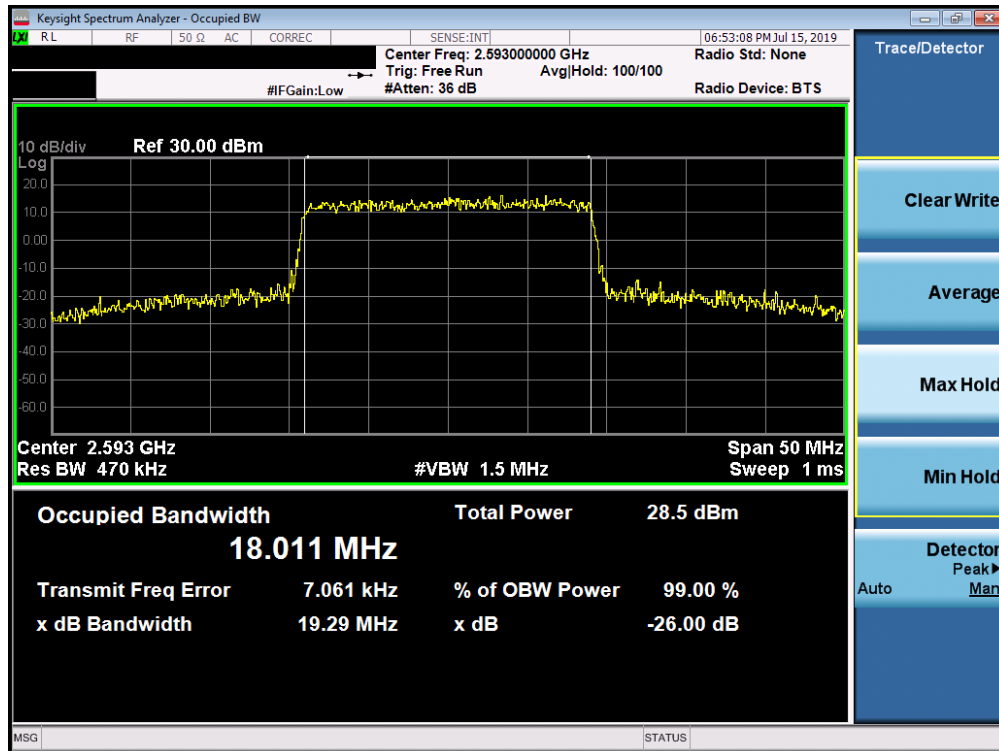 Keysight Spectrum Analyzer - Occupied BW
LXI RL RF 50 Ω AC CORREC SENSE:INT 06:53:08 PM Jul 15, 2019
Center Freq: 2.593000000 GHz Radio Std: None
Trig: Free Run Avg|Hold: 100/100
#IFGain:Low #Atten: 36 dB Radio Device: BTS
Trace/Detector
10 dB/div Ref 30.00 dBm
Log
20.0
10.0
0.00
-10.0
-20.0
-30.0
-40.0
-50.0
-60.0
Center 2.593 GHz Span 50 MHz
Res BW 470 kHz #VBW 1.5 MHz Sweep 1 ms
Occupied Bandwidth Total Power 28.5 dBm
18.011 MHz
Transmit Freq Error 7.061 kHz % of OBW Power 99.00 %
x dB Bandwidth 19.29 MHz x dB -26.00 dB
Clear Write
Average
Max Hold
Min Hold
Detector
Peak▶
Auto Man
MSG STATUS